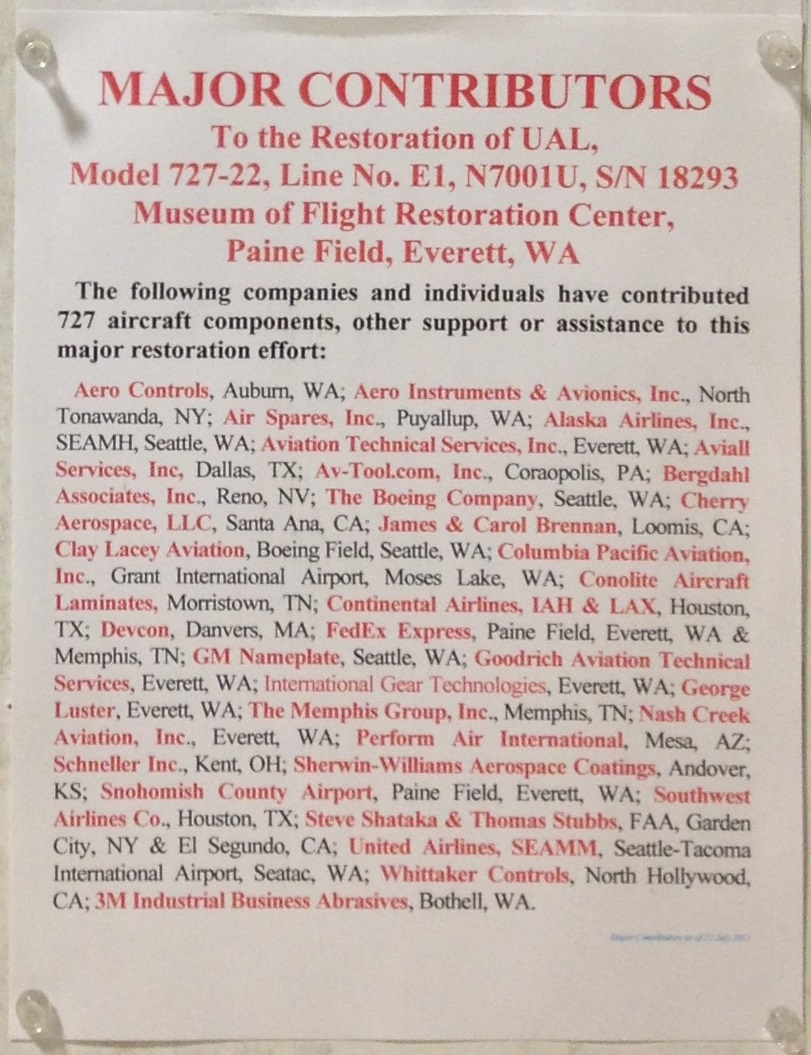 MAJOR CONTRIBUTORS
To the Restoration of UAL,
Model 727-22, Line No. E1, N7001U, S/N 18293
Museum of Flight Restoration Center,
Paine Field, Everett, WA
The following companies and individuals have contributed
727 aircraft components, other support or assistance to this
major restoration effort:
Aero Controls, Auburn, WA; Aero Instruments & Avionics, Inc., North
Tonawanda, NY; Air Spares, Inc., Puyallup, WA; Alaska Airlines, Inc.,
SEAMH, Seattle, WA; Aviation Technical Services, Inc., Everett, WA; Aviall
Services, Inc, Dallas, TX; Av-Tool.com, Inc., Coraopolis, PA; Bergdahl
Associates, Inc., Reno, NV; The Boeing Company, Seattle, WA; Cherry
Aerospace, LLC, Santa Ana, CA; James & Carol Brennan, Loomis, CA;
Clay Lacey Aviation, Boeing Field, Seattle, WA; Columbia Pacific Aviation,
Inc., Grant International Airport, Moses Lake, WA; Conolite Aircraft
Laminates, Morristown, TN; Continental Airlines, IAH & LAX, Houston,
TX; Devcon, Danvers, MA; FedEx Express, Paine Field, Everett, WA &
Memphis, TN; GM Nameplate, Seattle, WA; Goodrich Aviation Technical
Services, Everett, WA; International Gear Technologies, Everett, WA; George
Luster, Everett, WA; The Memphis Group, Inc., Memphis, TN; Nash Creek
Aviation, Inc., Everett, WA; Perform Air International, Mesa, AZ;
Schneller Inc., Kent, OH; Sherwin-Williams Aerospace Coatings, Andover,
KS; Snohomish County Airport, Paine Field, Everett, WA; Southwest
Airlines Co., Houston, TX; Steve Shataka & Thomas Stubbs, FAA, Garden
City, NY & El Segundo, CA; United Airlines, SEAMM, Seattle-Tacoma
International Airport, Seatac, WA; Whittaker Controls, North Hollywood,
CA; 3M Industrial Business Abrasives, Bothell, WA.
Major Contributors as of